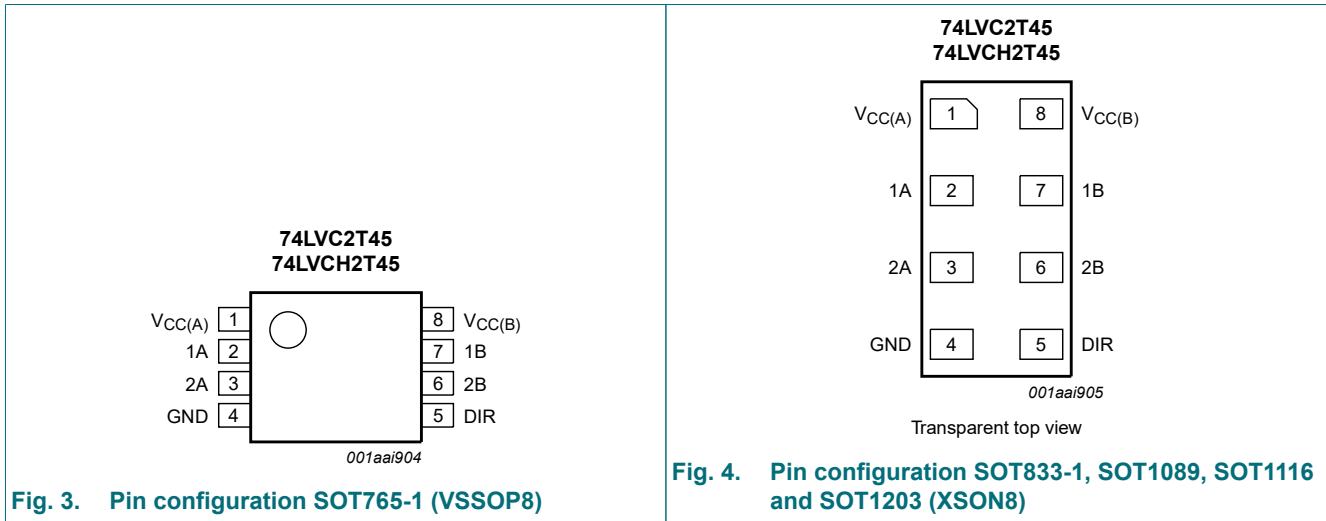 74LVC2T45
74LVCH2T45
VCC(A) 1 8 VCC(B)
1A 2 7 1B
2A 3 6 2B
GND 4 5 DIR
001aai904
Fig. 3. Pin configuration SOT765-1 (VSSOP8)
74LVC2T45
74LVCH2T45
VCC(A) 1 8 VCC(B)
1A 2 7 1B
2A 3 6 2B
GND 4 5 DIR
001aai905
Transparent top view
Fig. 4. Pin configuration SOT833-1, SOT1089, SOT1116
and SOT1203 (XSON8)